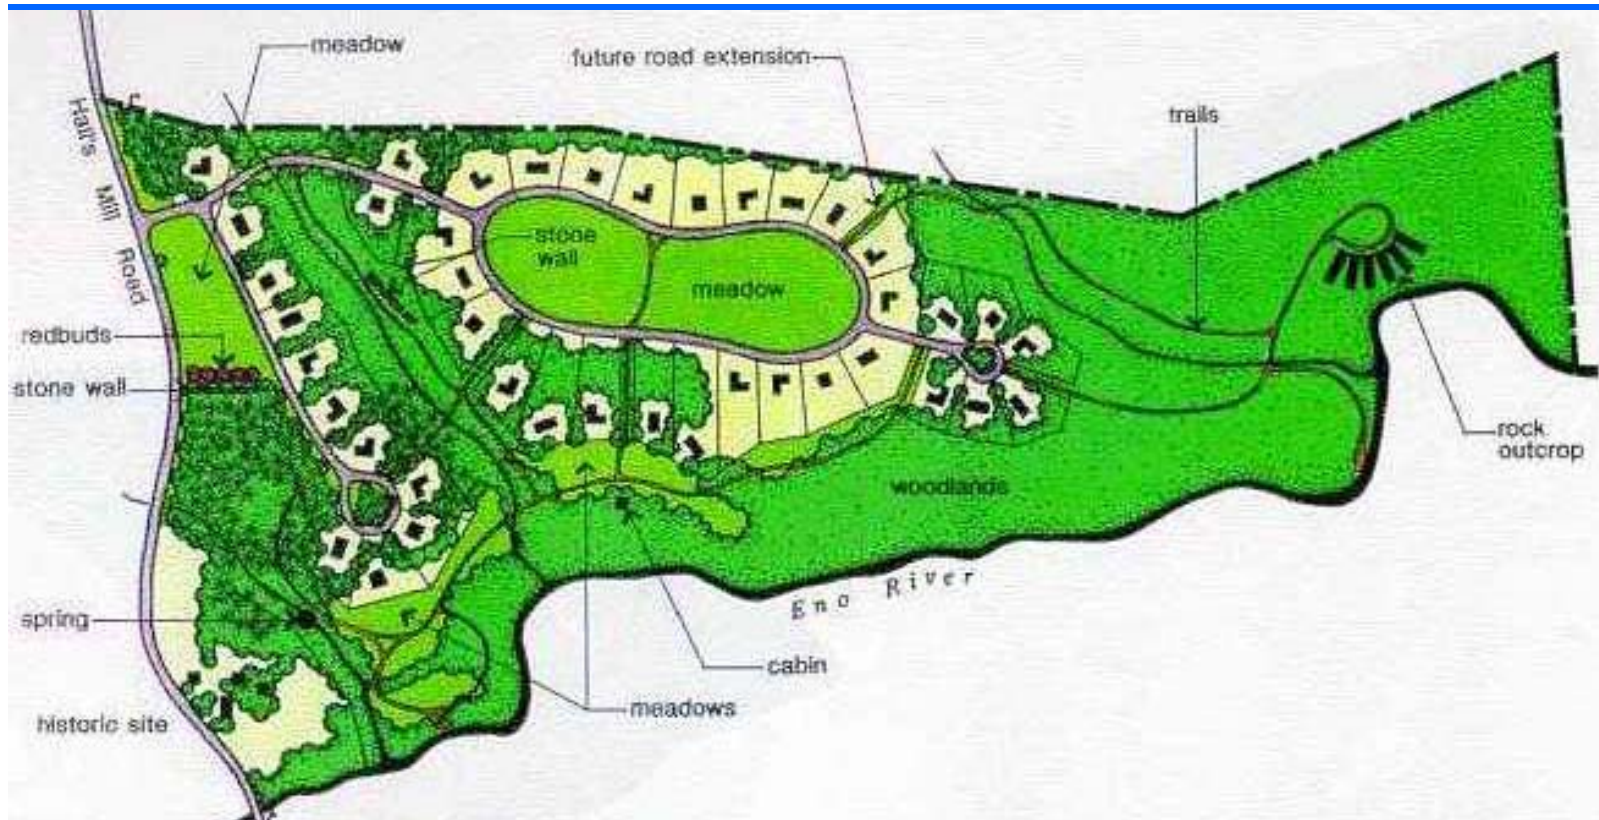 meadow
future road extension
trails
Hall's Mill Road
stone
wall
meadow
redbuds
stone wall
rock
outcrop
woodlands
Eno River
spring
cabin
meadows
historic site